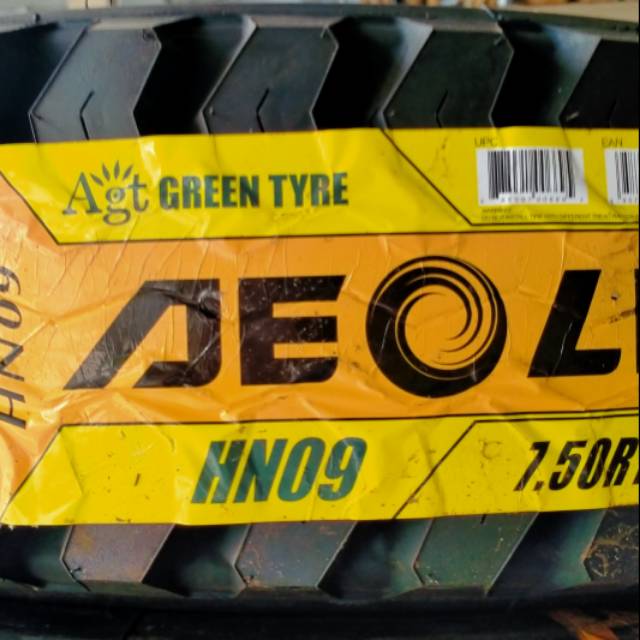 UPC
EAN
Agt GREEN TYRE
HN09
AEOL
HN09
7.50R